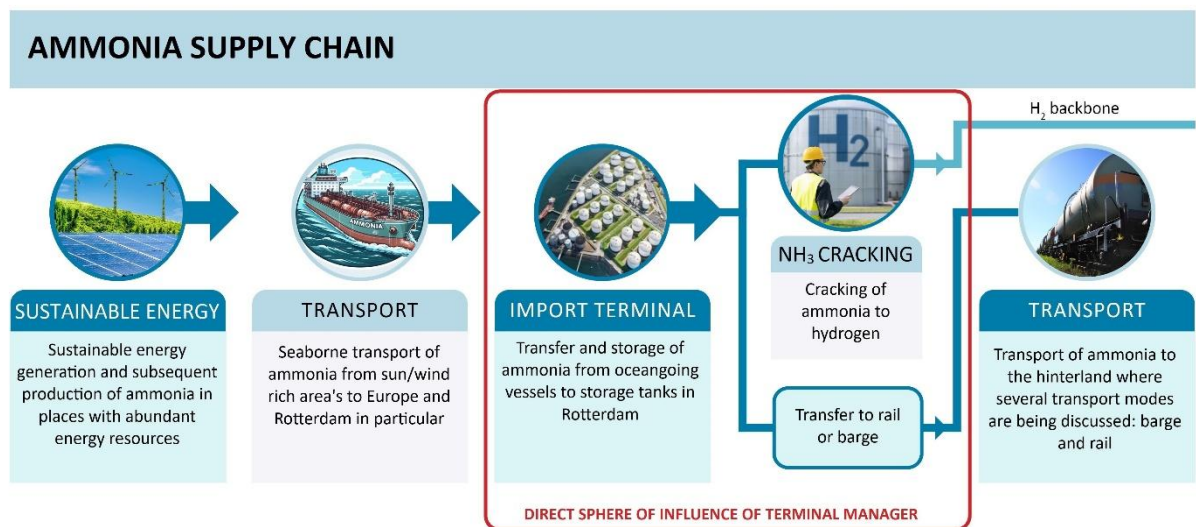 AMMONIA SUPPLY CHAIN
H₂ backbone
AMMONIA
H2
SUSTAINABLE ENERGY
Sustainable energy
generation and subsequent
production of ammonia in
places with abundant
energy resources
TRANSPORT
Seaborne transport of
ammonia from sun/wind
rich area's to Europe and
Rotterdam in particular
IMPORT TERMINAL
Transfer and storage of
ammonia from oceangoing
vessels to storage tanks in
Rotterdam
NH₃ CRACKING
Cracking of
ammonia to
hydrogen
Transfer to rail
or barge
TRANSPORT
Transport of ammonia to
the hinterland where
several transport modes
are being discussed: barge
and rail
DIRECT SPHERE OF INFLUENCE OF TERMINAL MANAGER